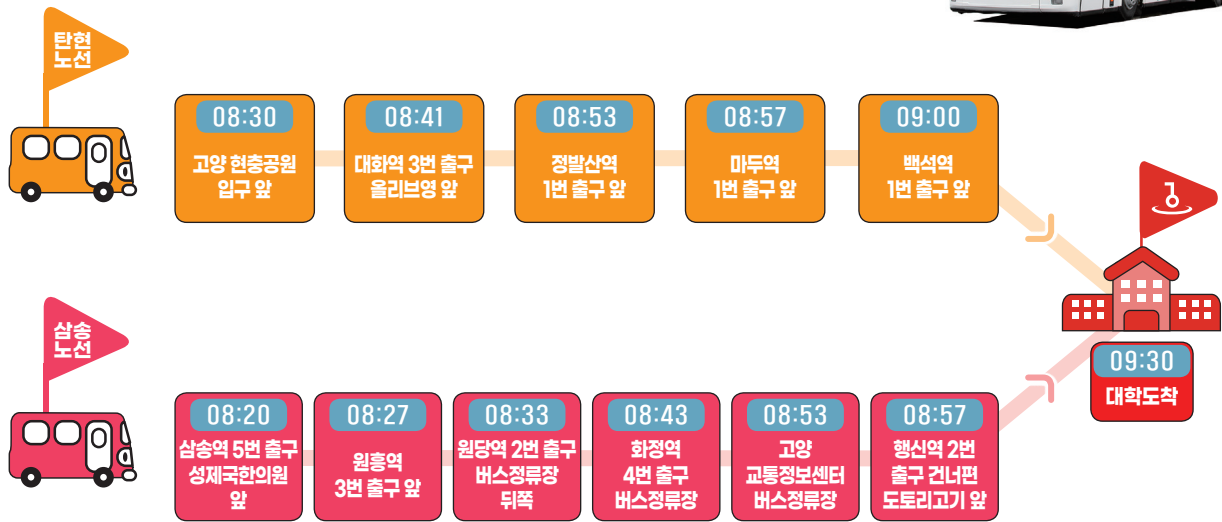 탄현
노선
08:30
고양 현충공원
입구 앞
08:41
대화역 3번 출구
올리브영 앞
08:53
정발산역
1번 출구 앞
08:57
마두역
1번 출구 앞
09:00
백석역
1번 출구 앞
삼송
노선
08:20
삼송역 5번 출구
성제국한의원
앞
08:27
원흥역
3번 출구 앞
08:33
원당역 2번 출구
버스정류장
뒤쪽
08:43
화정역
4번 출구
버스정류장
08:53
고양
교통정보센터
버스정류장
08:57
행신역 2번
출구 건너편
도토리고기 앞
09:30
대학도착